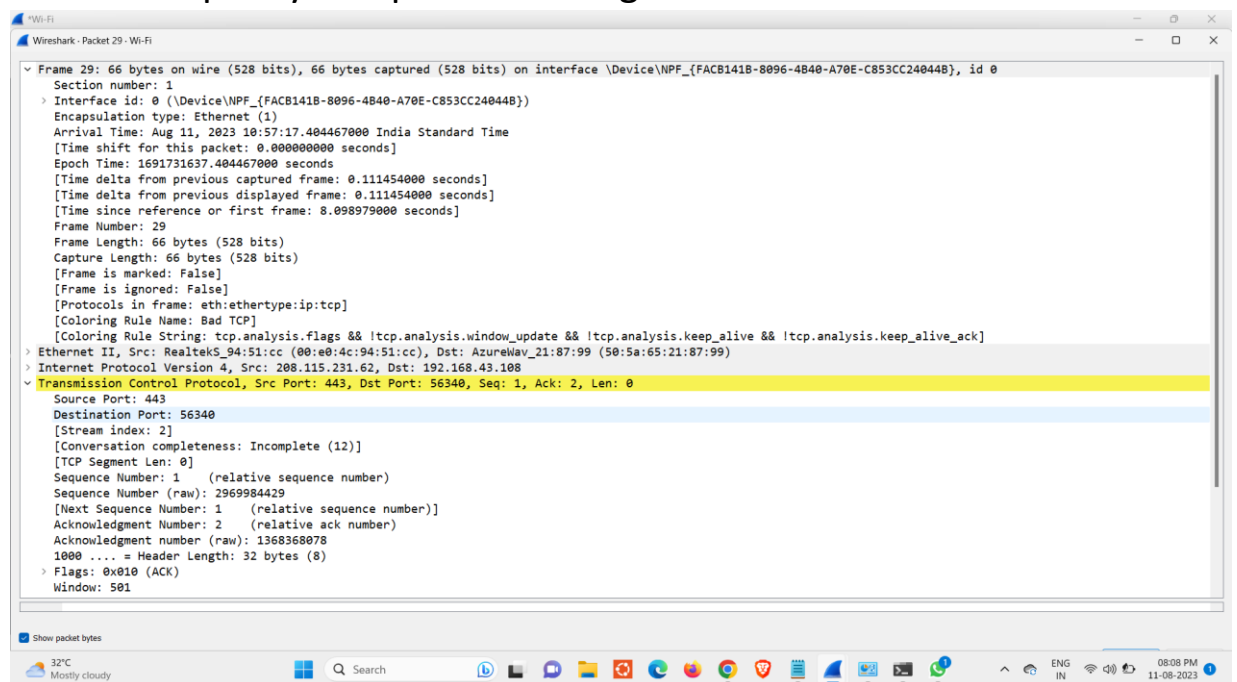 *Wi-Fi
Wireshark · Packet 29 · Wi-Fi
Frame 29: 66 bytes on wire (528 bits), 66 bytes captured (528 bits) on interface \Device\NPF_{FACB141B-8096-4B40-A70E-C853CC24044B}, id 0
Section number: 1
Interface id: 0 (\Device\NPF_{FACB141B-8096-4B40-A70E-C853CC24044B})
Encapsulation type: Ethernet (1)
Arrival Time: Aug 11, 2023 10:57:17.404467000 India Standard Time
[Time shift for this packet: 0.000000000 seconds]
Epoch Time: 1691731637.404467000 seconds
[Time delta from previous captured frame: 0.111454000 seconds]
[Time delta from previous displayed frame: 0.111454000 seconds]
[Time since reference or first frame: 8.098979000 seconds]
Frame Number: 29
Frame Length: 66 bytes (528 bits)
Capture Length: 66 bytes (528 bits)
[Frame is marked: False]
[Frame is ignored: False]
[Protocols in frame: eth:ethertype:ip:tcp]
[Coloring Rule Name: Bad TCP]
[Coloring Rule String: tcp.analysis.flags && !tcp.analysis.window_update && !tcp.analysis.keep_alive && !tcp.analysis.keep_alive_ack]
Ethernet II, Src: RealtekS_94:51:cc (00:e0:4c:94:51:cc), Dst: AzureWav_21:87:99 (50:5a:65:21:87:99)
Internet Protocol Version 4, Src: 208.115.231.62, Dst: 192.168.43.108
Transmission Control Protocol, Src Port: 443, Dst Port: 56340, Seq: 1, Ack: 2, Len: 0
Source Port: 443
Destination Port: 56340
[Stream index: 2]
[Conversation completeness: Incomplete (12)]
[TCP Segment Len: 0]
Sequence Number: 1 (relative sequence number)
Sequence Number (raw): 2969984429
[Next Sequence Number: 1 (relative sequence number)]
Acknowledgment Number: 2 (relative ack number)
Acknowledgment number (raw): 1368368078
1000 .... = Header Length: 32 bytes (8)
Flags: 0x010 (ACK)
Window: 501
Show packet bytes
32°C
Mostly cloudy
Search
ENG
IN
08:08 PM
11-08-2023
1